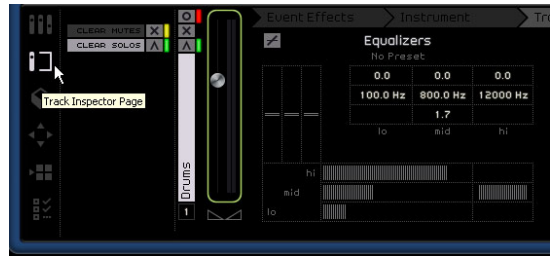 Event Effects
Instrument
Tr
CLEAR MUTES X
CLEAR SOLOS
Equalizers
No Preset
Track Inspector Page
0.0 0.0 0.0
100.0 Hz 800.0 Hz 12000 Hz
1.7
lo mid hi
Drums
1
hi
mid
lo